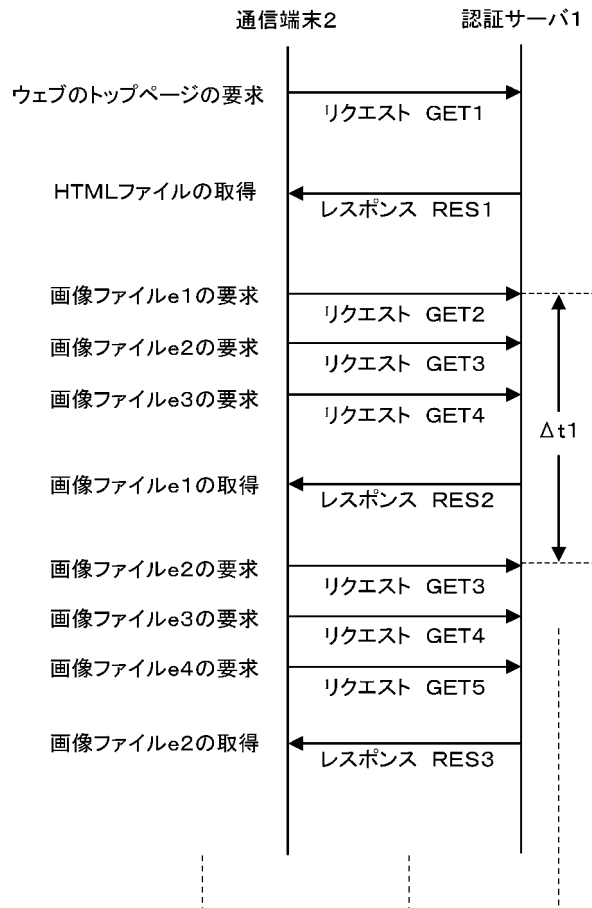 通信端末2
認証サーバ1
ウェブのトップページの要求
リクエスト GET1
HTMLファイルの取得
レスポンス RES1
画像ファイルe1の要求
リクエスト GET2
画像ファイルe2の要求
リクエスト GET3
画像ファイルe3の要求
リクエスト GET4
Δt1
画像ファイルe1の取得
レスポンス RES2
画像ファイルe2の要求
リクエスト GET3
画像ファイルe3の要求
リクエスト GET4
画像ファイルe4の要求
リクエスト GET5
画像ファイルe2の取得
レスポンス RES3